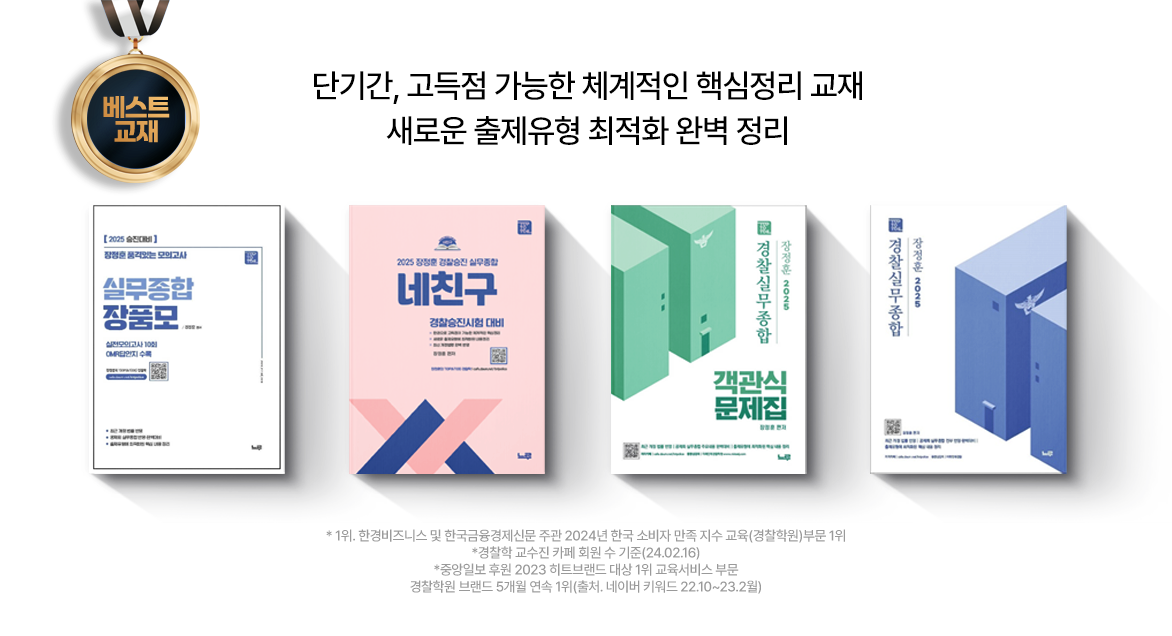 베스트
교재
단기간, 고득점 가능한 체계적인 핵심정리 교재
새로운 출제유형 최적화 완벽 정리
[ 2025 승진대비 ]
장정훈 품격있는 모의고사
실무종합
장품모
실전모의고사 10회
OMR답안지 수록
2025 장정훈 경찰승진 실무종합
네친구
경찰승진시험 대비
장정훈 편저
장정훈 2025
경찰실무종합
객관식
문제집
장정훈 편저
장정훈 2025
경찰실무종합
* 1위. 한경비즈니스 및 한국금융경제신문 주관 2024년 한국 소비자 만족 지수 교육(경찰학원)부문 1위
*경찰학 교수진 카페 회원 수 기준(24.02.16)
*중앙일보 후원 2023 히트브랜드 대상 1위 교육서비스 부문
경찰학원 브랜드 5개월 연속 1위(출처. 네이버 키워드 22.10~23.2월)